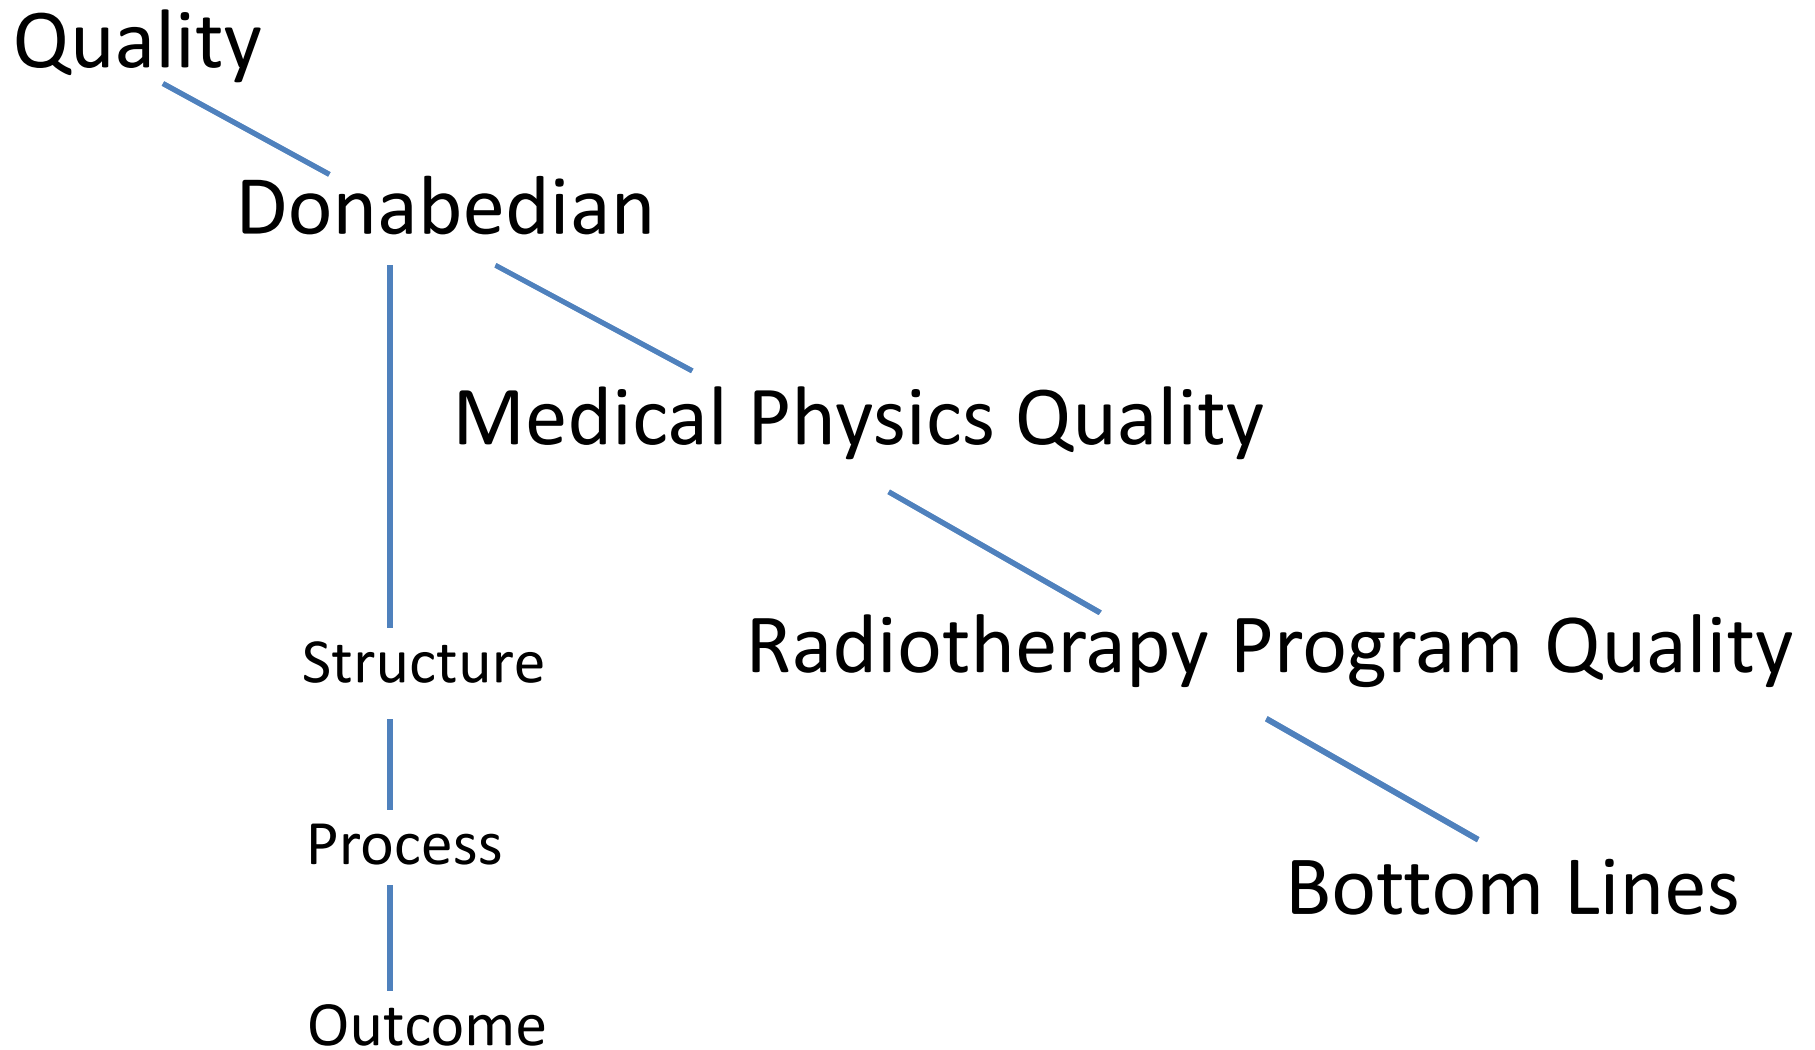 Quality
Donabedian
Medical Physics Quality
Radiotherapy Program Quality
Structure
Process
Bottom Lines
Outcome